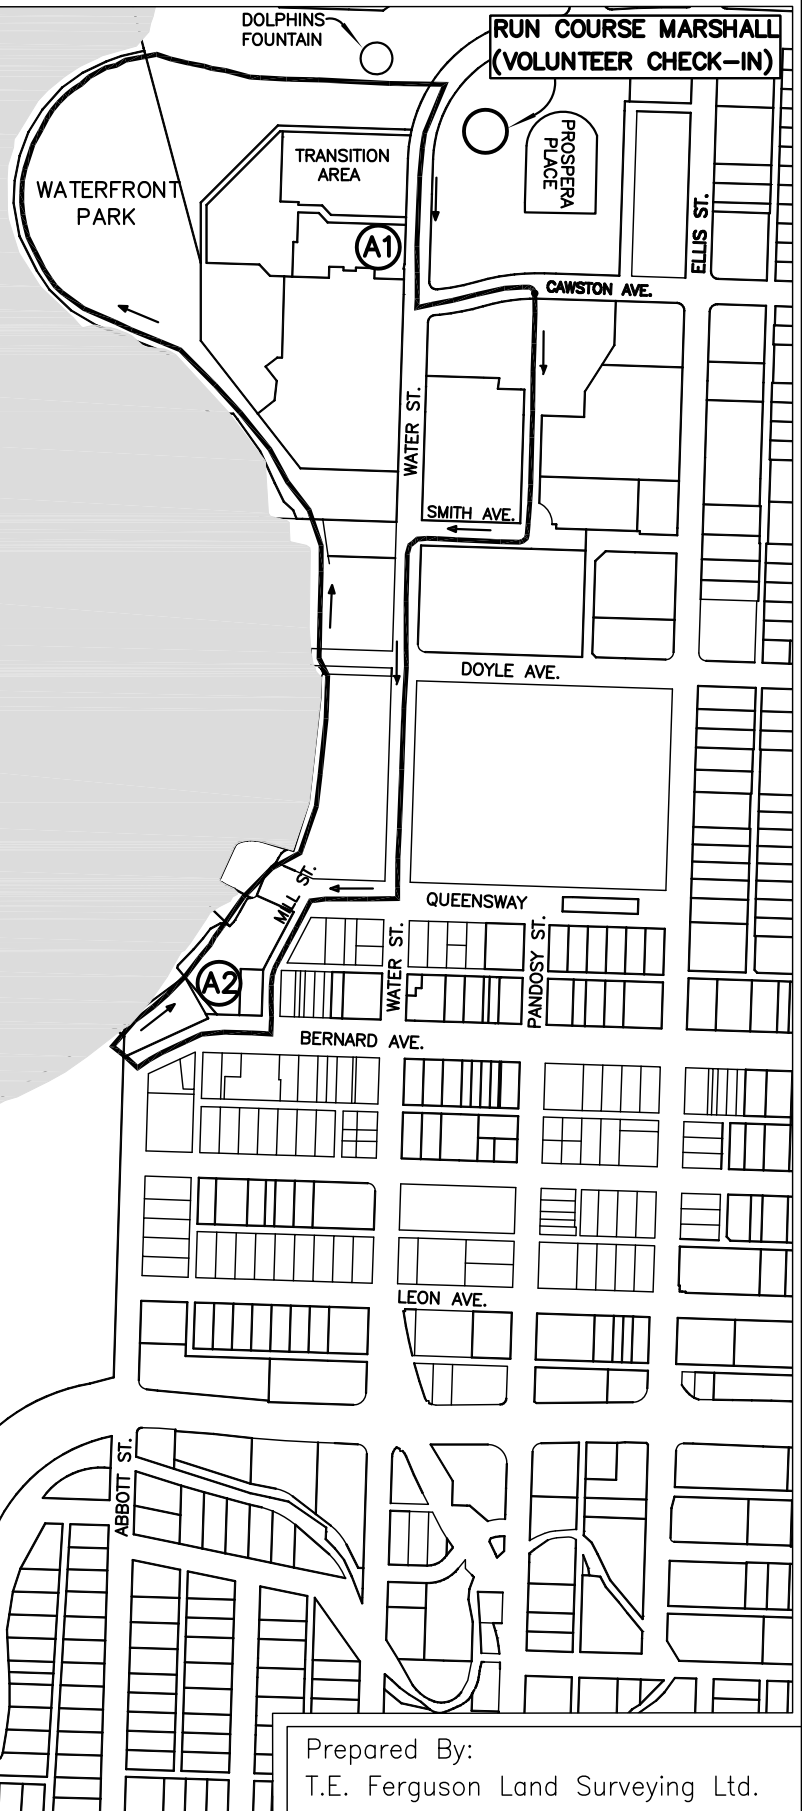 DOLPHINS
FOUNTAIN
RUN COURSE MARSHALL
(VOLUNTEER CHECK-IN)
PROSPERA
PLACE
TRANSITION
AREA
WATERFRONT
PARK
A1
ELLIS ST.
CAWSTON AVE.
WATER ST.
SMITH AVE.
DOYLE AVE.
MILL ST.
QUEENSWAY
WATER ST.
PANDOSY ST.
A2
BERNARD AVE.
LEON AVE.
ABBOTT ST.
Prepared By:
T.E. Ferguson Land Surveying Ltd.